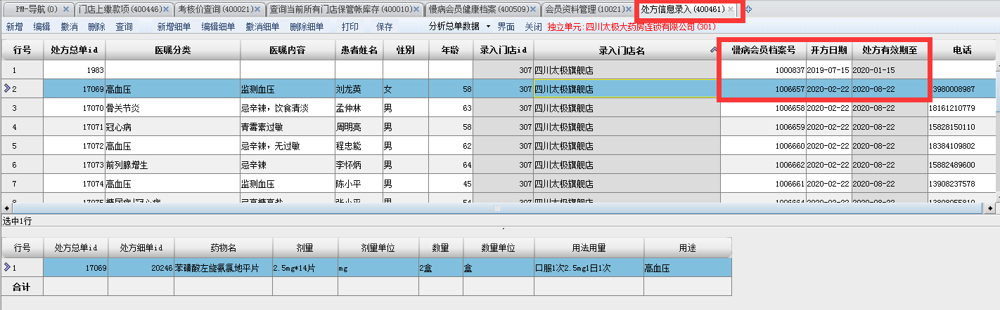 PM-导航(0) 门店上缴款项(400446) 考核价查询(400021) 查询当前所有门店保管帐库存(400010) 慢病会员健康档案(400509) 会员资料管理(10021) 处方信息录入(400461)
新增 编辑 撤消 删除 查询 新增细单 编辑细单 撤消细单 删除细单 打印 保存 分析总单数据 界面 关闭 独立单元:四川太极大药房连锁有限公司(301)
行号 处方总单id 医嘱分类 医嘱内容 患者姓名 性别 年龄 录入门店id 录入门店名 慢病会员档案号 开方日期 处方有效期至 电话
1 1983 307 四川太极旗舰店 1000837 2019-07-15 2020-01-15
2 17069 高血压 监测血压 刘龙英 女 58 307 四川太极旗舰店 1006657 2020-02-22 2020-08-22 13980008987
3 17070 骨关节炎 忌辛辣，饮食清淡 孟仲林 男 63 307 四川太极旗舰店 1006658 2020-02-22 2020-08-22 18161210779
4 17071 冠心病 青霉素过敏 周明亮 男 58 307 四川太极旗舰店 1006659 2020-02-22 2020-08-22 15828150110
5 17072 高血压 忌辛辣，无过敏 程忠能 男 62 307 四川太极旗舰店 1006660 2020-02-22 2020-08-22 18384109802
6 17073 前列腺增生 忌辛辣 李怀炳 男 64 307 四川太极旗舰店 1006662 2020-02-22 2020-08-22 15882489600
7 17074 高血压 监测血压 陈小平 男 45 307 四川太极旗舰店 1006661 2020-02-22 2020-08-22 13908237578
8 17075 糖尿病|冠心病 男 54 307 四川太极旗舰店 1006664 2020-02-22 2020-08-22
选中1行
行号 处方总单id 处方细单id 药物名 剂量 剂量单位 数量 数量单位 用法用量 用途
1 17069 20246 苯磺酸左旋氨氯地平片 2.5mg*14片 mg 2盒 盒 口服1次2.5mg1日1次 高血压
合计